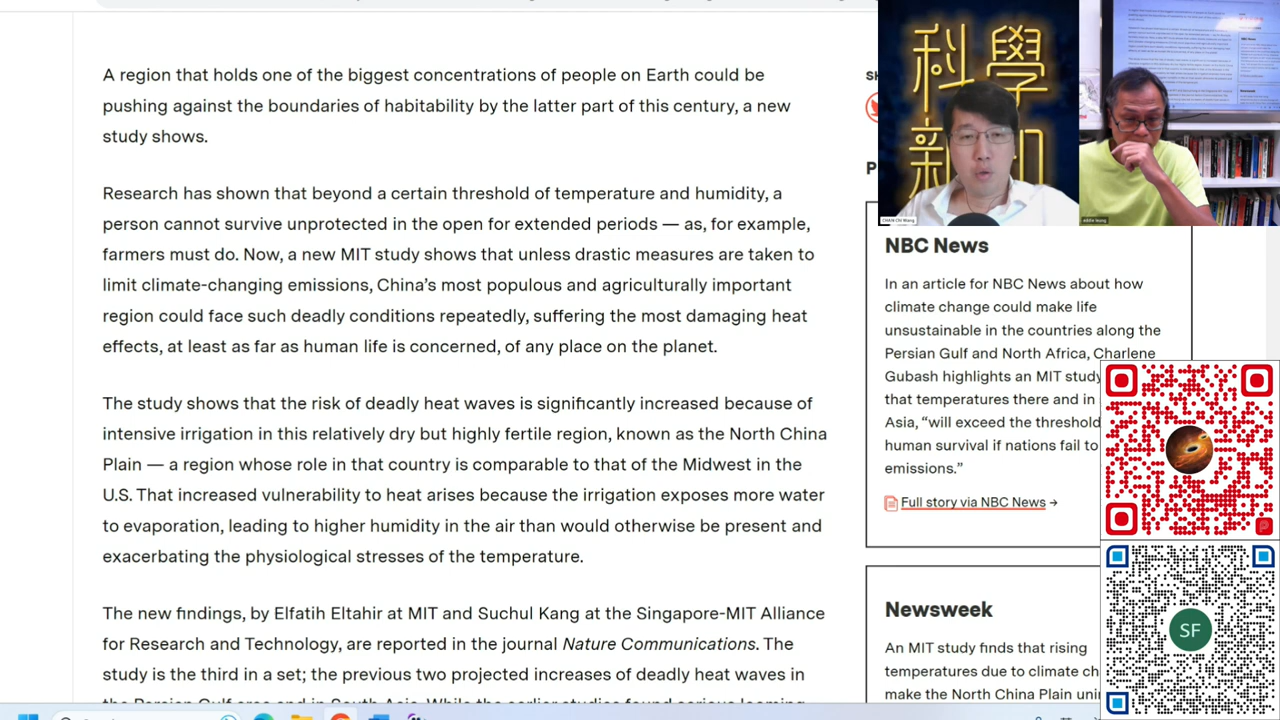 A region that holds one of the biggest concentrations of people on Earth could be
pushing against the boundaries of habitability by the latter part of this century, a new
study shows.
Research has shown that beyond a certain threshold of temperature and humidity, a
person cannot survive unprotected in the open for extended periods — as, for example,
farmers must do. Now, a new MIT study shows that unless drastic measures are taken to
limit climate-changing emissions, China’s most populous and agriculturally important
region could face such deadly conditions repeatedly, suffering the most damaging heat
effects, at least as far as human life is concerned, of any place on the planet.
The study shows that the risk of deadly heat waves is significantly increased because of
intensive irrigation in this relatively dry but highly fertile region, known as the North China
Plain — a region whose role in that country is comparable to that of the Midwest in the
U.S. That increased vulnerability to heat arises because the irrigation exposes more water
to evaporation, leading to higher humidity in the air than would otherwise be present and
exacerbating the physiological stresses of the temperature.
The new findings, by Elfatih Eltahir at MIT and Suchul Kang at the Singapore-MIT Alliance
for Research and Technology, are reported in the journal Nature Communications. The
study is the third in a set; the previous two projected increases of deadly heat waves in
SH
P
科學
新
NBC News
In an article for NBC News about how
climate change could make life
unsustainable in the countries along the
Persian Gulf and North Africa, Charlene
Gubash highlights an MIT study
that temperatures there and in
Asia, “will exceed the threshold
human survival if nations fail to
emissions.”
Full story via NBC News →
Newsweek
An MIT study finds that rising
temperatures due to climate ch
make the North China Plain uni
SF